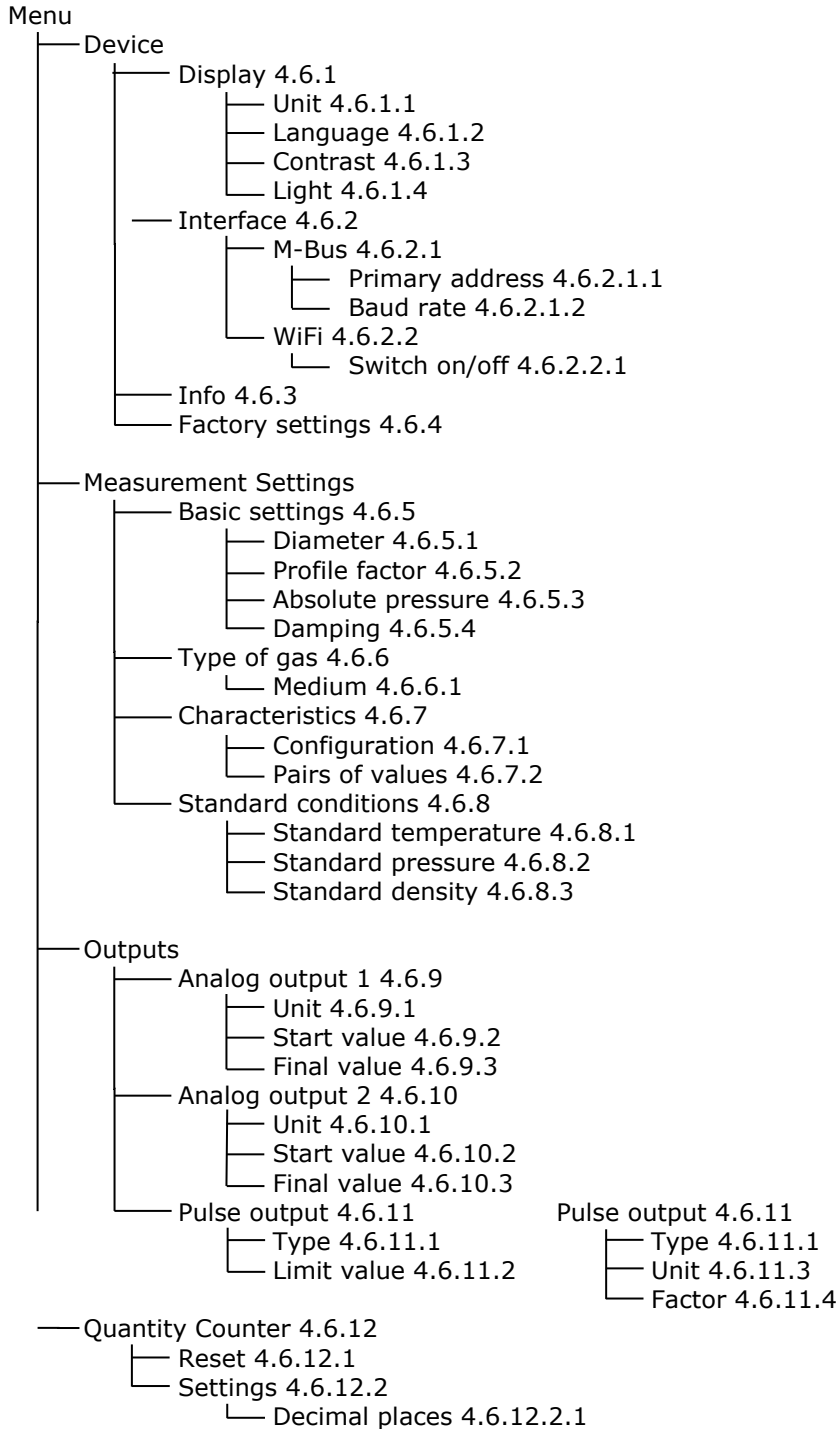 Menu
Device
Display 4.6.1
Unit 4.6.1.1
Language 4.6.1.2
Contrast 4.6.1.3
Light 4.6.1.4
Interface 4.6.2
M-Bus 4.6.2.1
Primary address 4.6.2.1.1
Baud rate 4.6.2.1.2
WiFi 4.6.2.2
Switch on/off 4.6.2.2.1
Info 4.6.3
Factory settings 4.6.4
Measurement Settings
Basic settings 4.6.5
Diameter 4.6.5.1
Profile factor 4.6.5.2
Absolute pressure 4.6.5.3
Damping 4.6.5.4
Type of gas 4.6.6
Medium 4.6.6.1
Characteristics 4.6.7
Configuration 4.6.7.1
Pairs of values 4.6.7.2
Standard conditions 4.6.8
Standard temperature 4.6.8.1
Standard pressure 4.6.8.2
Standard density 4.6.8.3
Outputs
Analog output 1 4.6.9
Unit 4.6.9.1
Start value 4.6.9.2
Final value 4.6.9.3
Analog output 2 4.6.10
Unit 4.6.10.1
Start value 4.6.10.2
Final value 4.6.10.3
Pulse output 4.6.11
Type 4.6.11.1
Limit value 4.6.11.2
Pulse output 4.6.11
Type 4.6.11.1
Unit 4.6.11.3
Factor 4.6.11.4
Quantity Counter 4.6.12
Reset 4.6.12.1
Settings 4.6.12.2
Decimal places 4.6.12.2.1